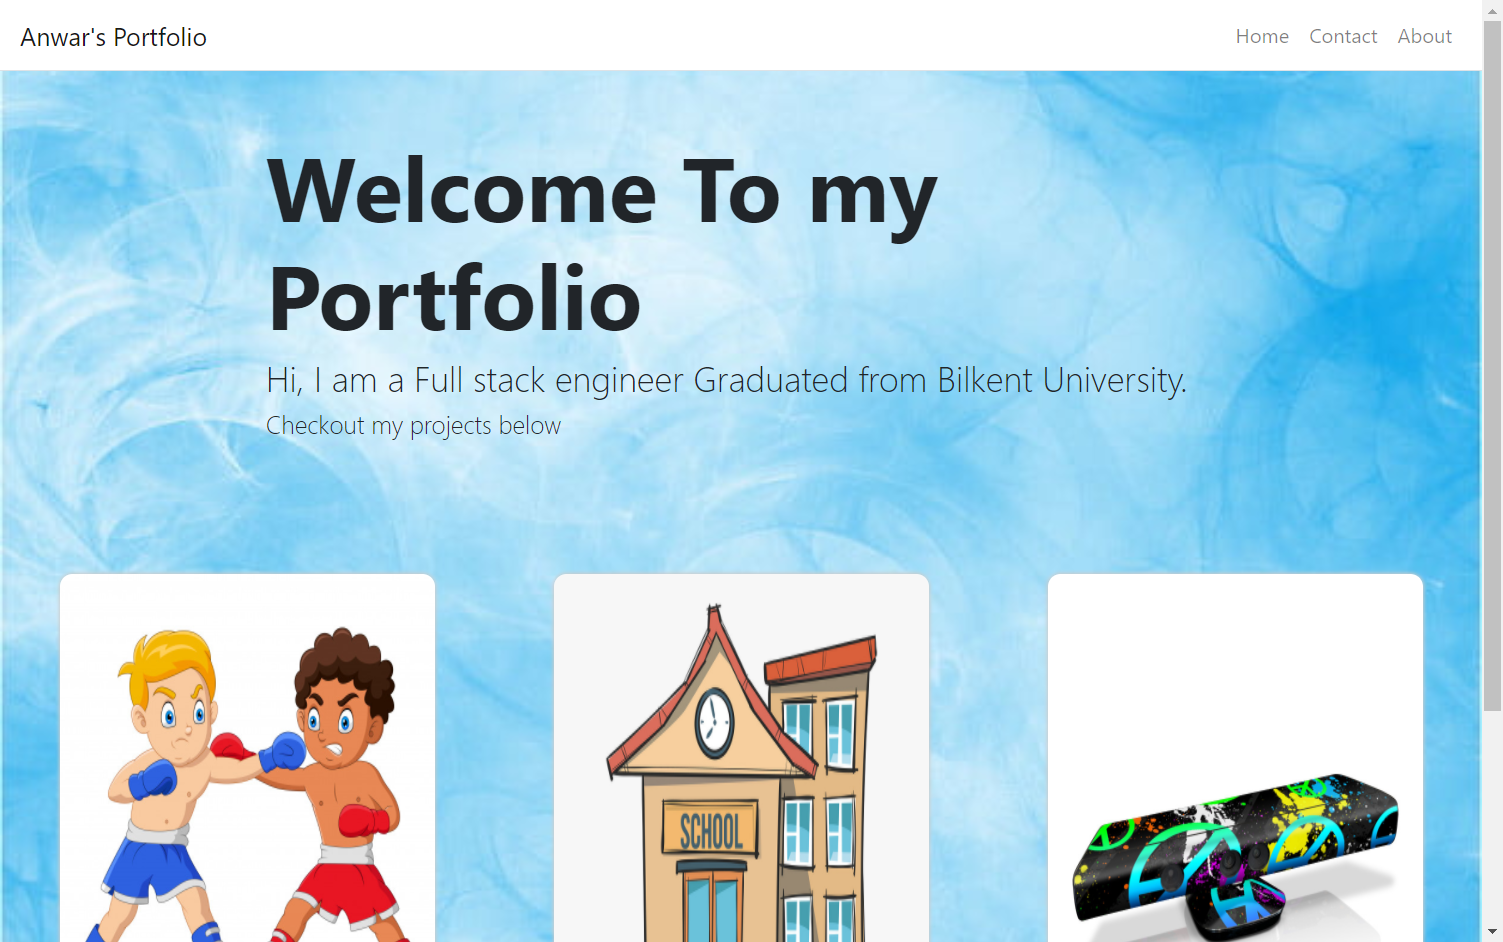 Anwar's Portfolio
Home Contact About
Welcome To my
Portfolio
Hi, I am a Full stack engineer Graduated from Bilkent University.
Checkout my projects below
SCHOOL